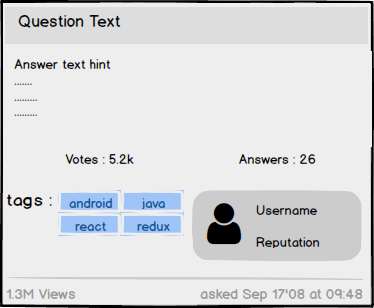 Question Text
Answer text hint
.......
.........
.........
Votes : 5.2k
Answers : 26
tags :
android
java
react
redux
Username
Reputation
1.3M Views
asked Sep 17'08 at 09:48